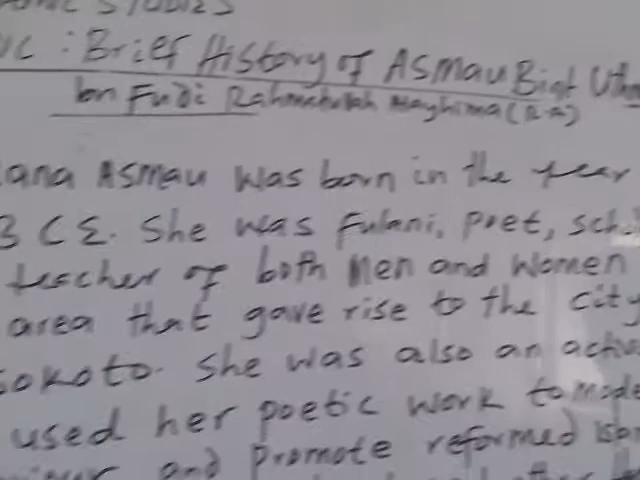 STUDIES
: Brief History of Asmau Bint Uth
bn Fudi Rahmatullah Alayhima (R.A)
ana Asmau was born in the year
3 CE. She was Fulani, poet, sch
teacher of both men and women
area that gave rise to the city
Sokoto. She was also an activ
used her poetic work to mode
and promote reformed